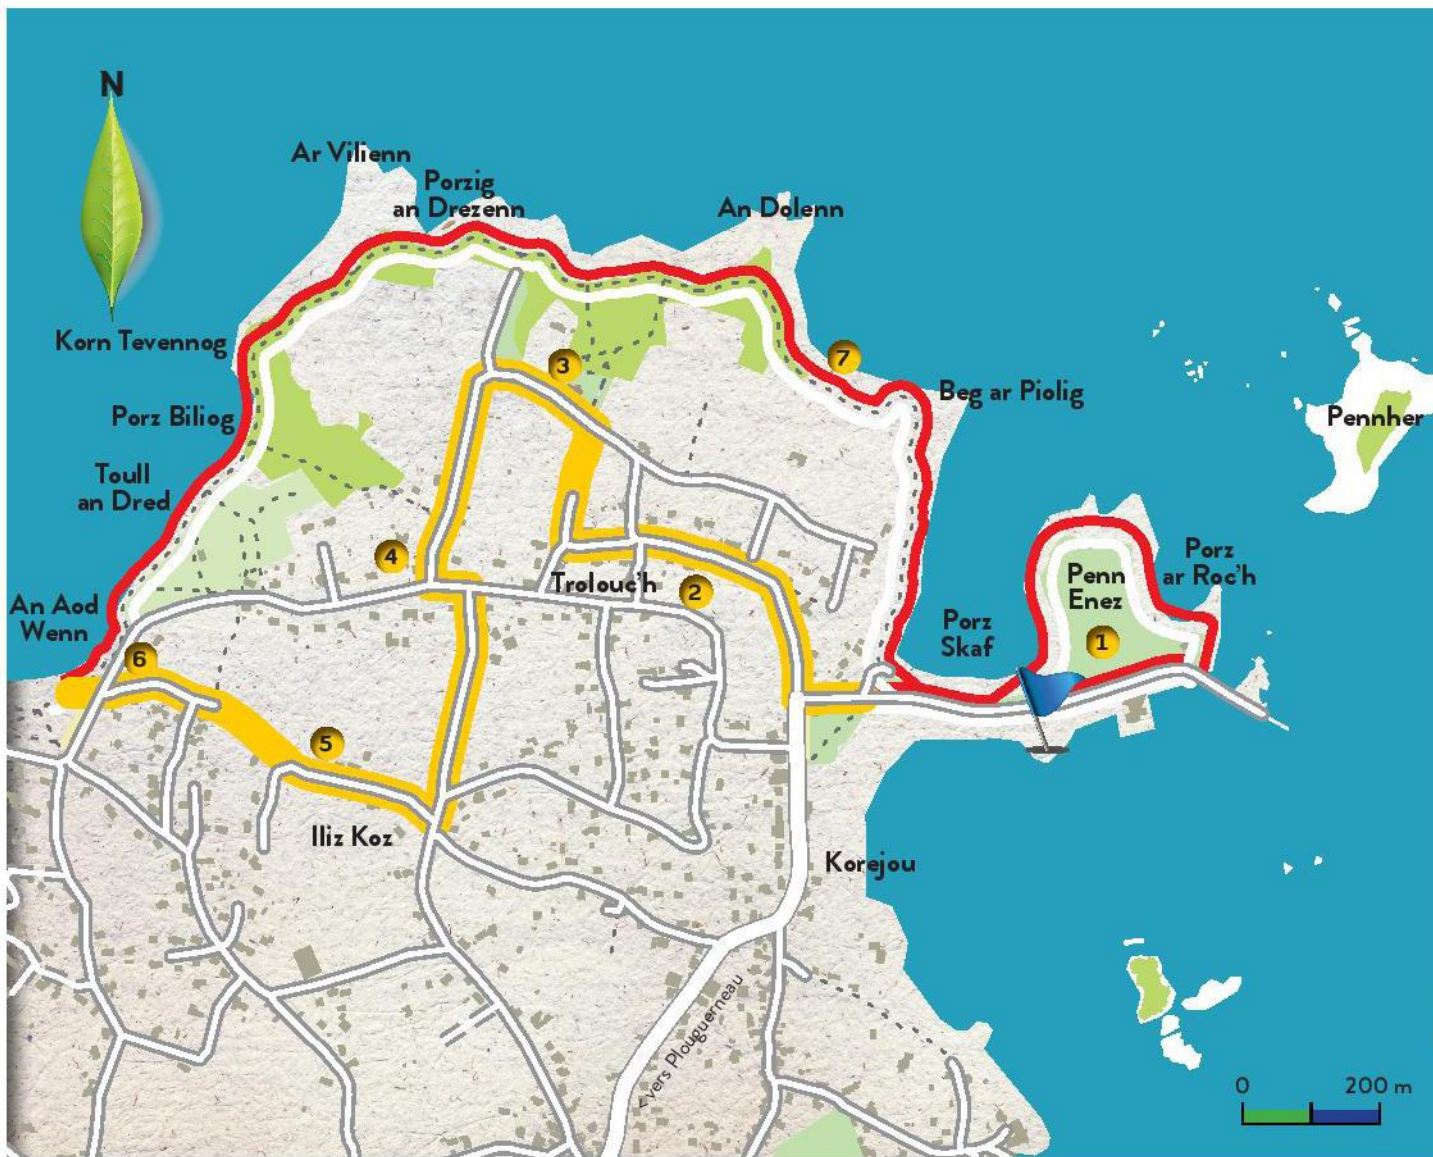 N
Ar Vilienn
Porzig
an Drezenn
An Dolenn
Korn Tevennog
3
7
Beg ar Piolig
Pennher
Porz Biliog
Toull
an Dred
4
Trolouc'h
2
Penn
Enez
Porz
ar Roc'h
An Aod
Wenn
Porz
Skaf
1
6
5
Iliz Koz
Korejou
< vers Plouguerneau
0 200 m